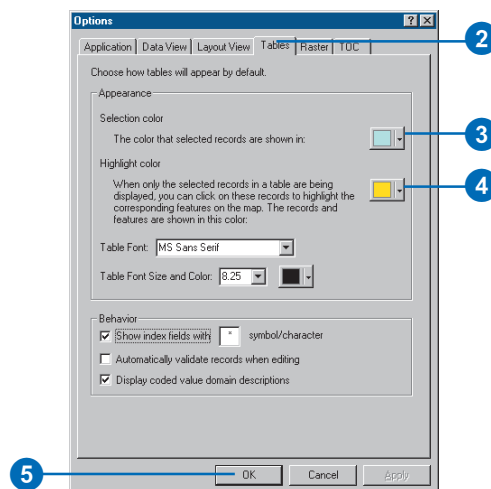 Options
Application Data View Layout View Tables Raster TOC
2
Choose how tables will appear by default.
Appearance
Selection color
The color that selected records are shown in:
3
Highlight color
When only the selected records in a table are being
displayed, you can click on these records to highlight the
corresponding features on the map. The records and
features are shown in this color:
4
Table Font: MS Sans Serif
Table Font Size and Color: 8.25
Behavior
Show index fields with * symbol/character
Automatically validate records when editing
Display coded value domain descriptions
5
OK Cancel Apply